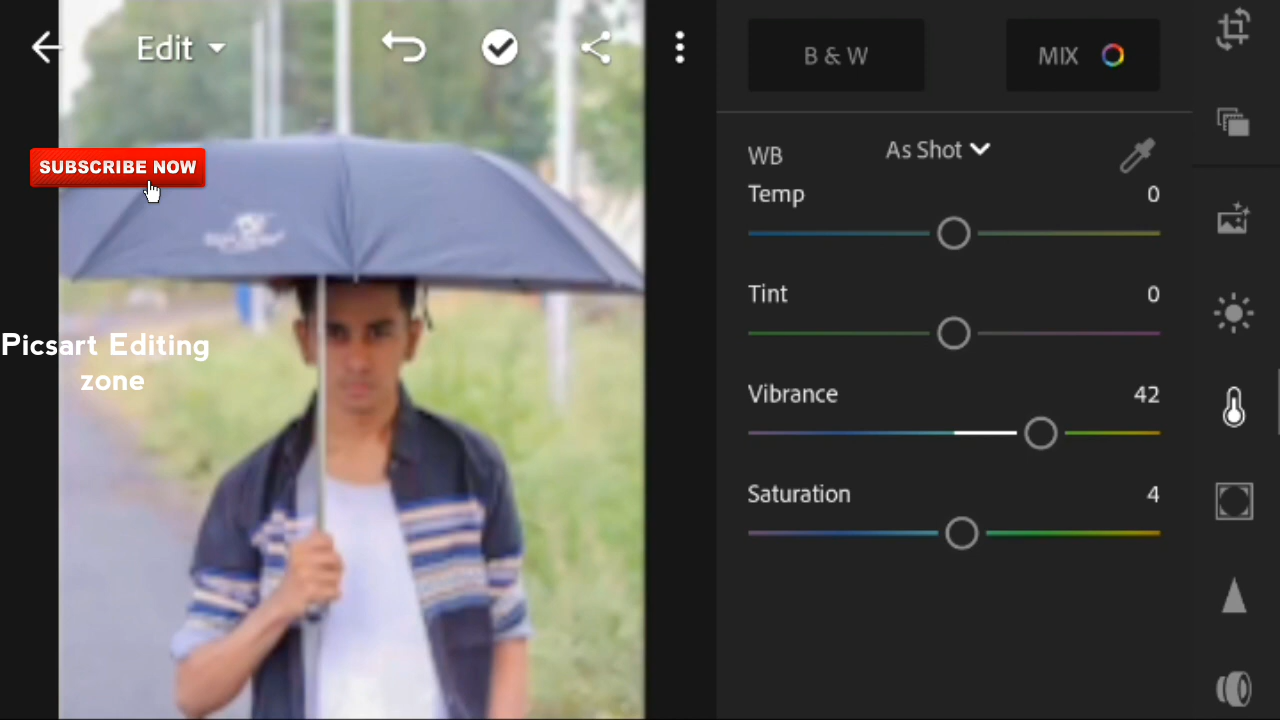 Edit
SUBSCRIBE NOW
Picsart Editing
zone
B & W
MIX
WB
As Shot
Temp
0
Tint
0
Vibrance
42
Saturation
4